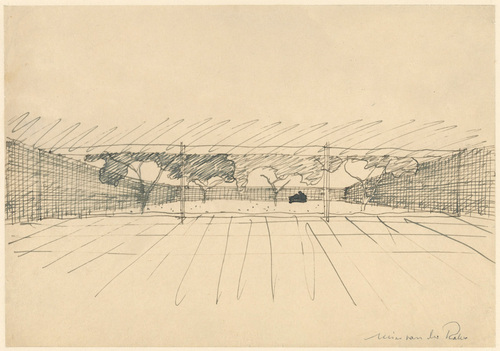 Mies van der Rohe